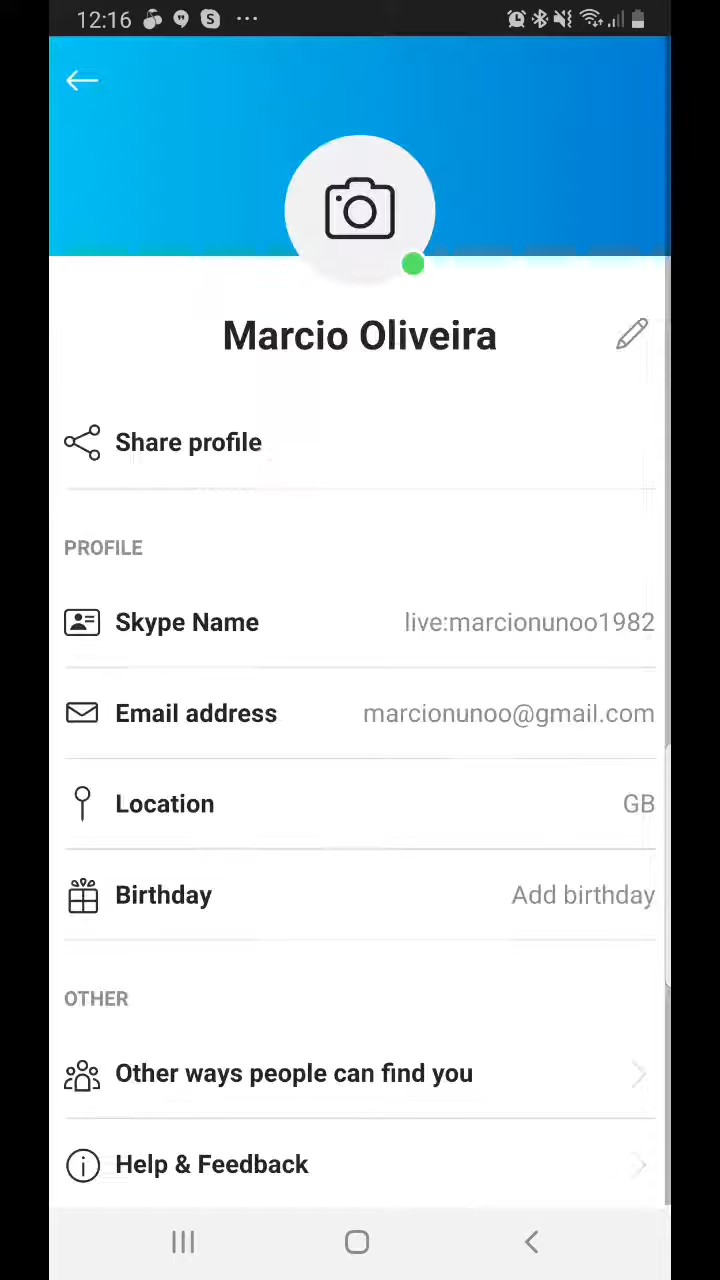 12:16
Marcio Oliveira
Share profile
PROFILE
Skype Name live:marcionunoo1982
Email address marcionunoo@gmail.com
Location GB
Birthday Add birthday
OTHER
Other ways people can find you
Help & Feedback